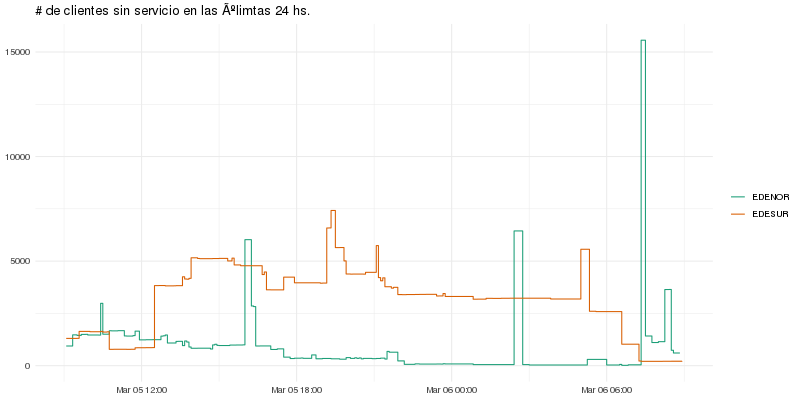 # de clientes sin servicio en las Ãºlimtas 24 hs.
15000
10000
5000
0
Mar 05 12:00
Mar 05 18:00
Mar 06 00:00
Mar 06 06:00
EDENOR
EDESUR